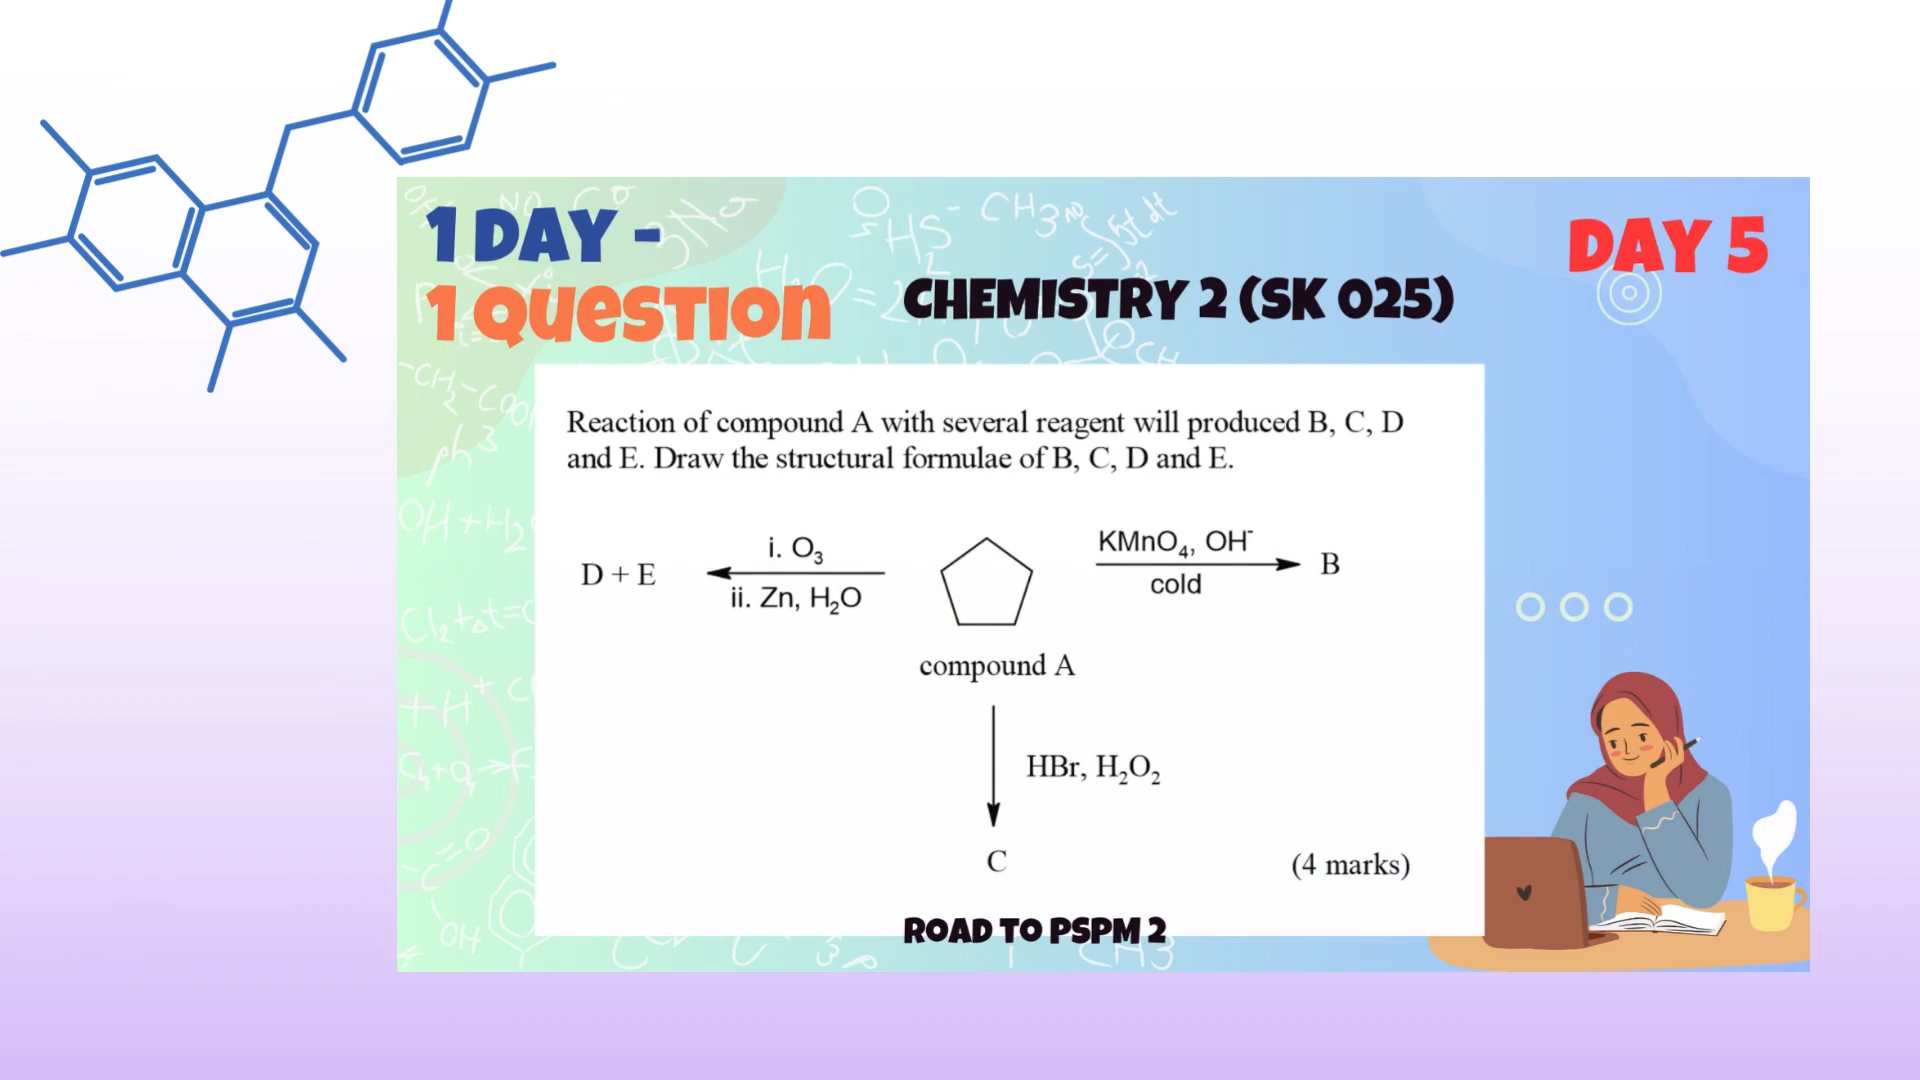 1 DAY -
1 QUESTION
CHEMISTRY 2 (SK 025)
DAY 5
Reaction of compound A with several reagent will produced B, C, D
and E. Draw the structural formulae of B, C, D and E.
i. O₃
KMnO₄, OH⁻
D + E
B
ii. Zn, H₂O
cold
compound A
HBr, H₂O₂
C
(4 marks)
ROAD TO PSPM 2